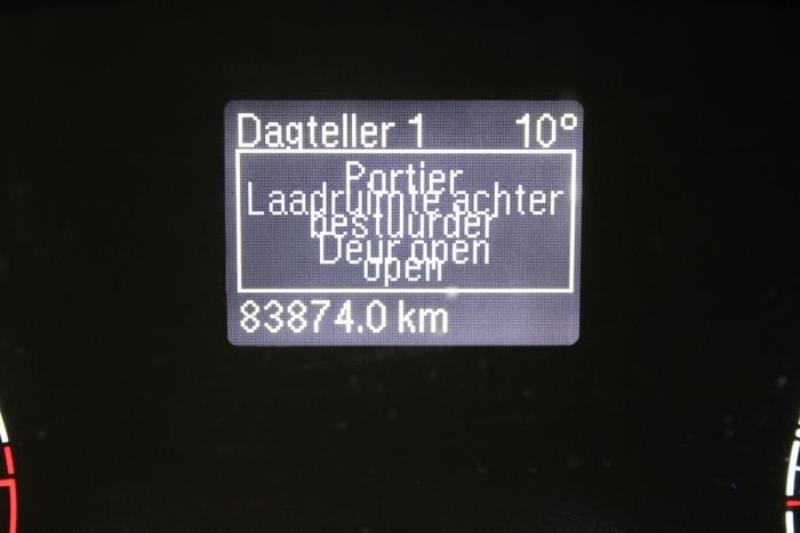 Dagteller 1 10°
Portier
Laadruimte achter
bestuurder
Deur open
open
83874.0 km